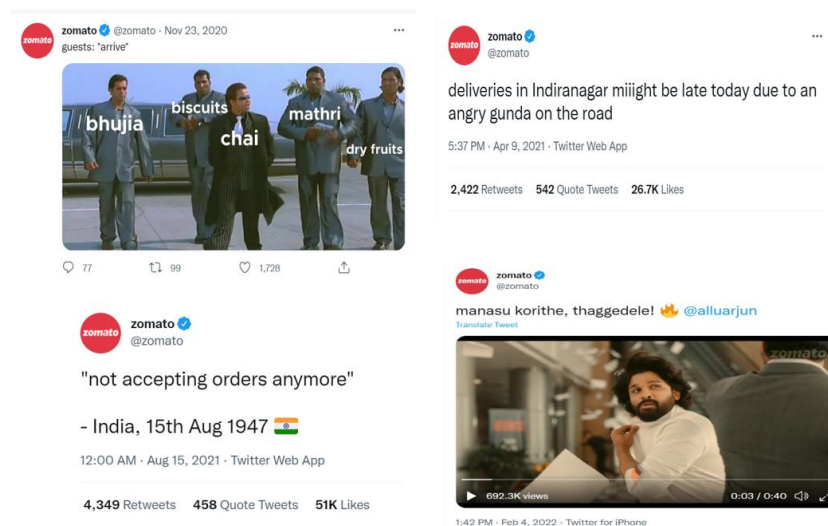 zomato
zomato @zomato · Nov 23, 2020
guests: *arrive*
bhujia
biscuits
chai
mathri
dry fruits
77 99 1,728
zomato
zomato
@zomato
"not accepting orders anymore"
- India, 15th Aug 1947 🇮🇳
12:00 AM · Aug 15, 2021 · Twitter Web App
4,349 Retweets 458 Quote Tweets 51K Likes
zomato
zomato
@zomato
deliveries in Indiranagar miiight be late today due to an
angry gunda on the road
5:37 PM · Apr 9, 2021 · Twitter Web App
2,422 Retweets 542 Quote Tweets 26.7K Likes
zomato
zomato
@zomato
manasu korithe, thaggedele! 🔥 @alluarjun
Translate Tweet
zomato
692.3K views
0:03 / 0:40
1:42 PM · Feb 4, 2022 · Twitter for iPhone